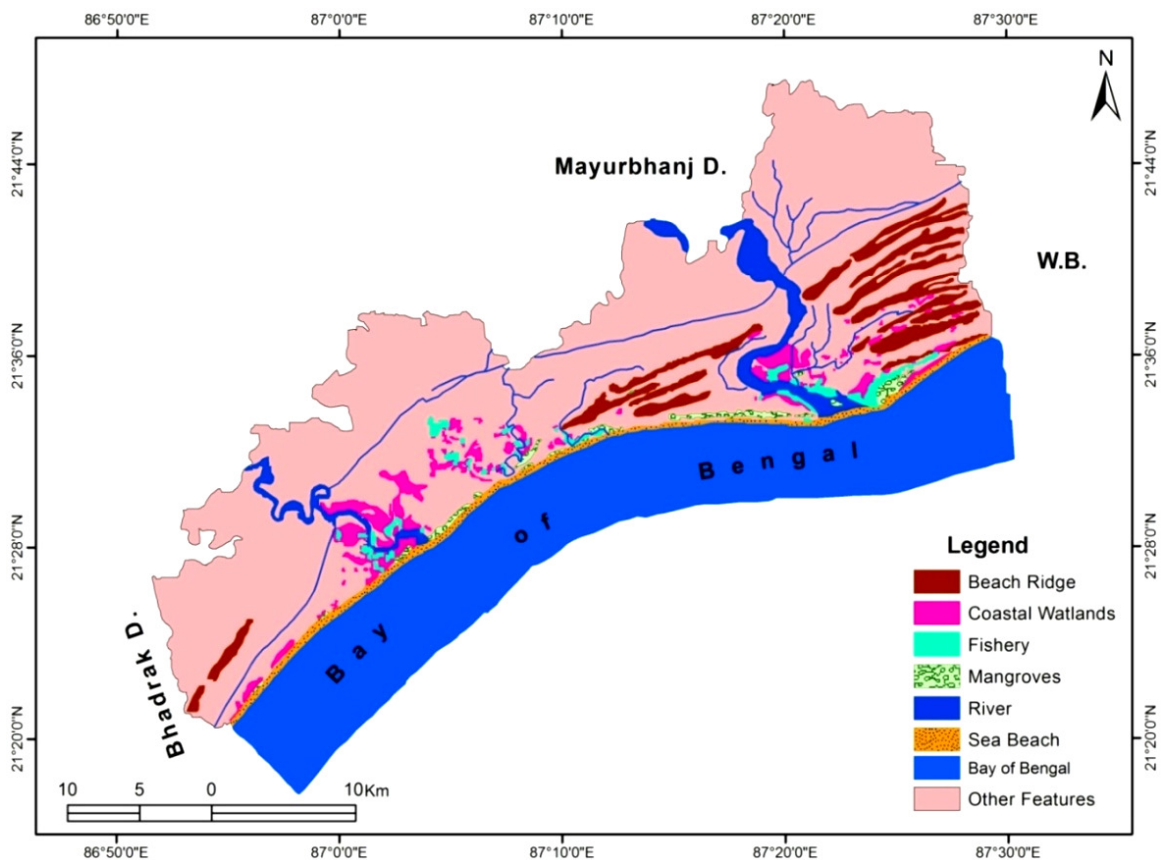 86°50'0"E 87°0'0"E 87°10'0"E 87°20'0"E 87°30'0"E
N
21°44'0"N
Mayurbhanj D.
21°44'0"N
W.B.
21°36'0"N
21°36'0"N
Bay of Bengal
21°28'0"N
21°28'0"N
Bhadrak D.
21°20'0"N
21°20'0"N
Legend
Beach Ridge
Coastal Watlands
Fishery
Mangroves
River
Sea Beach
Bay of Bengal
Other Features
10 5 0 10Km
86°50'0"E 87°0'0"E 87°10'0"E 87°20'0"E 87°30'0"E